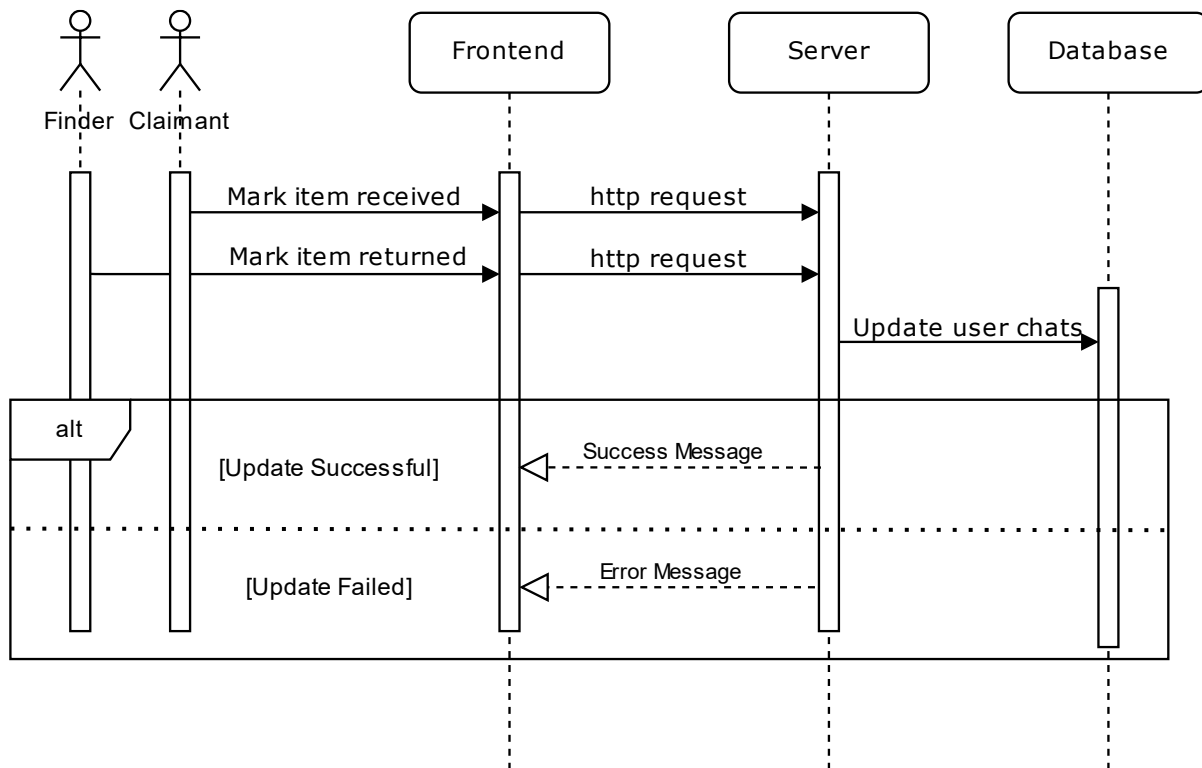 Frontend
Server
Database
Finder
Claimant
Mark item received
http request
Mark item returned
http request
Update user chats
alt
[Update Successful]
Success Message
[Update Failed]
Error Message